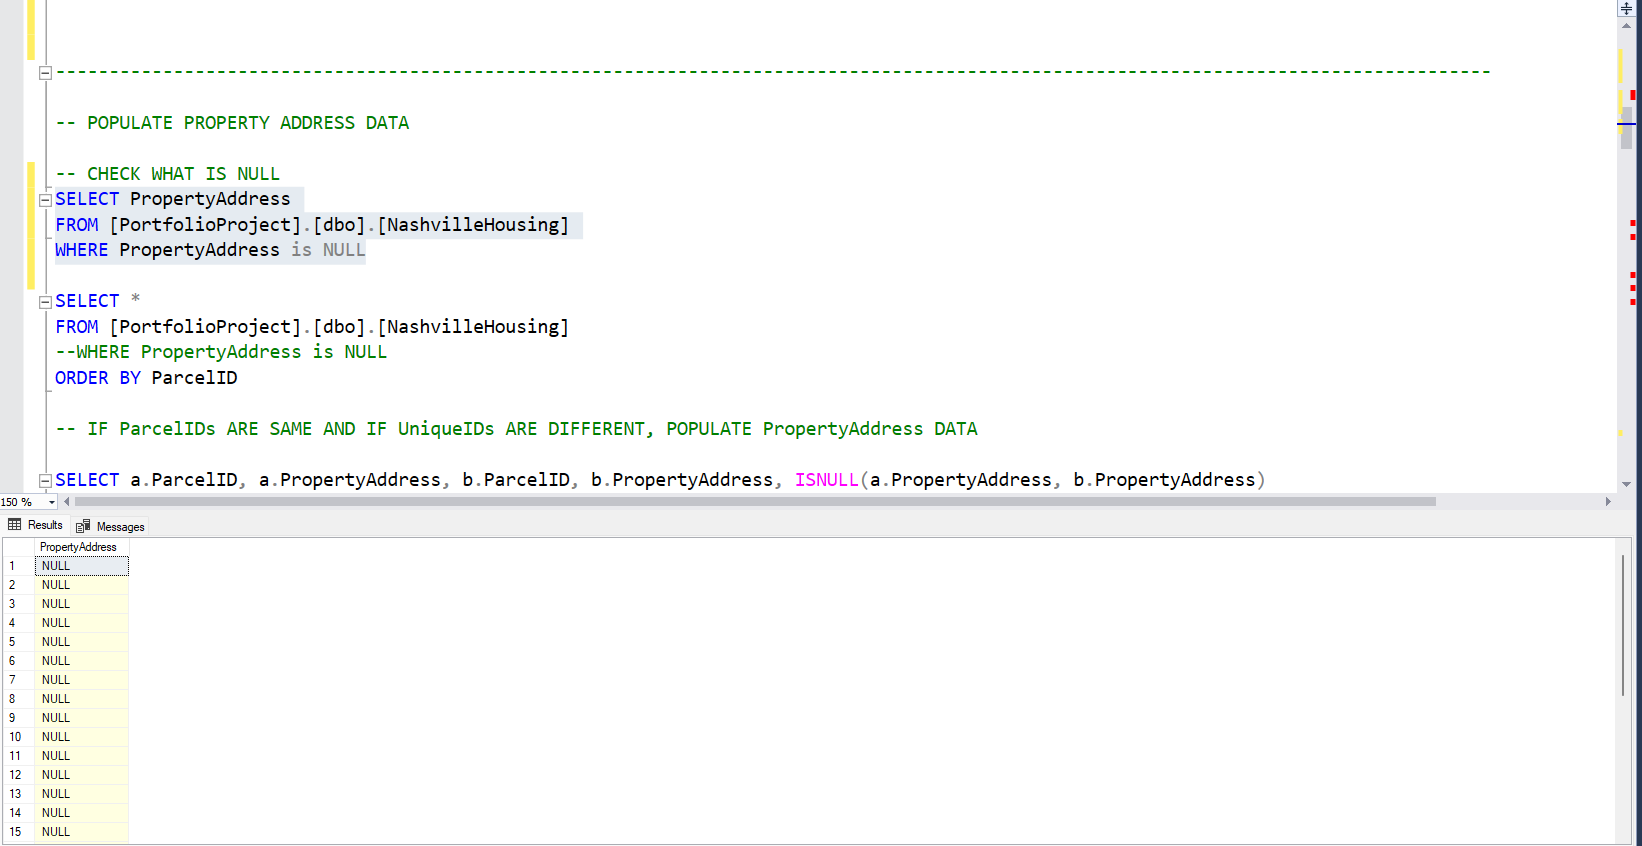 -----------------------------------------------------------------------------------------------------------------------------------------
-- POPULATE PROPERTY ADDRESS DATA
-- CHECK WHAT IS NULL
SELECT PropertyAddress
FROM [PortfolioProject].[dbo].[NashvilleHousing]
WHERE PropertyAddress is NULL
SELECT *
FROM [PortfolioProject].[dbo].[NashvilleHousing]
--WHERE PropertyAddress is NULL
ORDER BY ParcelID
-- IF ParcelIDs ARE SAME AND IF UniqueIDs ARE DIFFERENT, POPULATE PropertyAddress DATA
SELECT a.ParcelID, a.PropertyAddress, b.ParcelID, b.PropertyAddress, ISNULL(a.PropertyAddress, b.PropertyAddress)
150 %
Results Messages
PropertyAddress
1 NULL
2 NULL
3 NULL
4 NULL
5 NULL
6 NULL
7 NULL
8 NULL
9 NULL
10 NULL
11 NULL
12 NULL
13 NULL
14 NULL
15 NULL